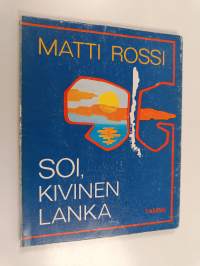 MATTI ROSSI
SOI,
KIVINEN
LANKA